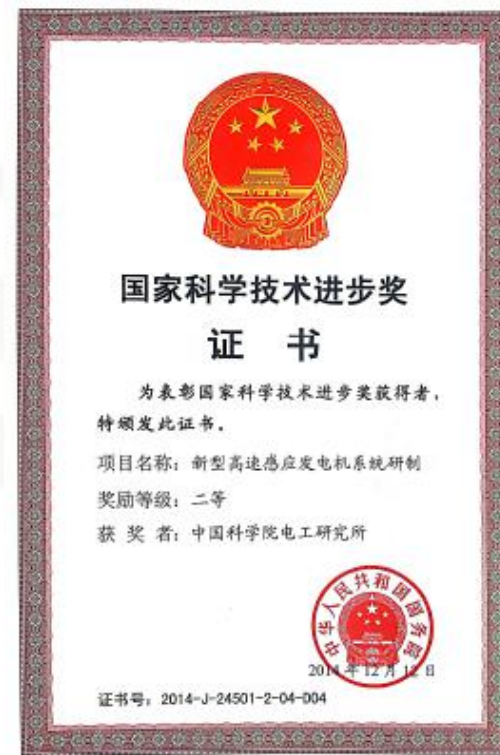 国家科学技术进步奖
证 书
为表彰国家科学技术进步奖获得者，
特颁发此证书。
项目名称：新型高速感应发电机系统研制
奖励等级：二等
获 奖 者：中国科学院电工研究所
中华人民共和国国务院
2014年12月12日
证书号：2014-J-24501-2-04-D04